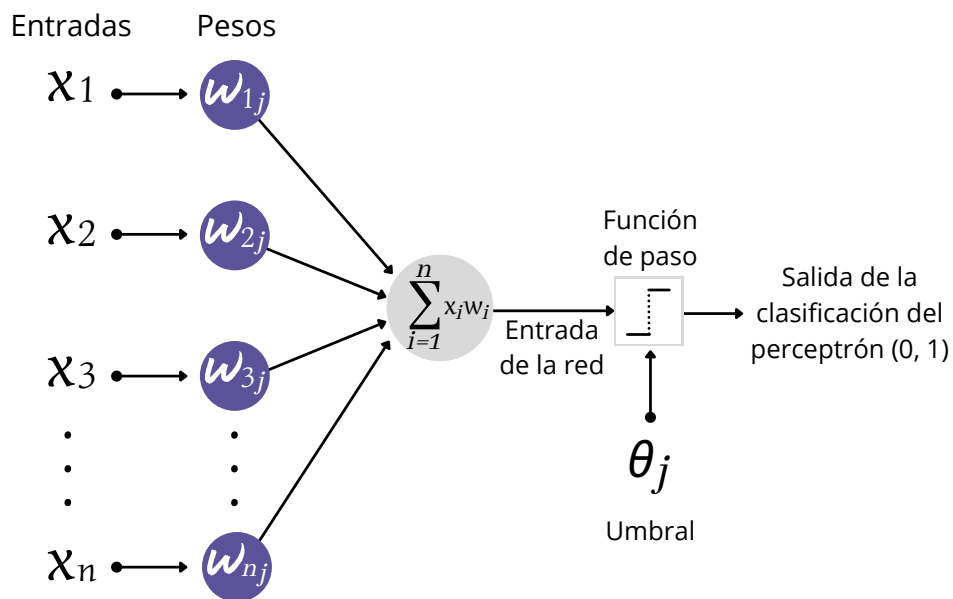 Entradas Pesos
x1 w1j
x2 w2j
Función
de paso
n
∑ xiwi
i=1
Salida de la
clasificación del
perceptrón (0, 1)
Entrada
de la red
x3 w3j
θj
Umbral
xn wnj